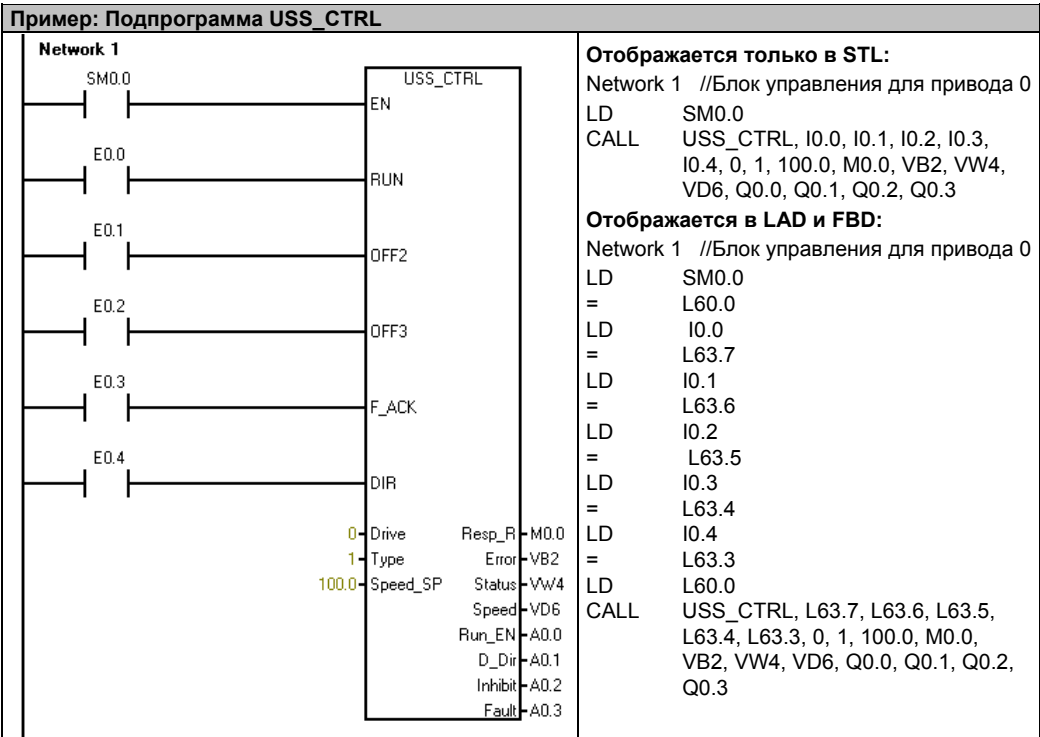 Пример: Подпрограмма USS_CTRL
Network 1
SM0.0
USS_CTRL
EN
E0.0
RUN
E0.1
OFF2
E0.2
OFF3
E0.3
F_ACK
E0.4
DIR
0 Drive Resp_R M0.0
1 Type Error VB2
100.0 Speed_SP Status VW4
Speed VD6
Run_EN A0.0
D_Dir A0.1
Inhibit A0.2
Fault A0.3
Отображается только в STL:
Network 1 //Блок управления для привода 0
LD SM0.0
CALL USS_CTRL, I0.0, I0.1, I0.2, I0.3,
I0.4, 0, 1, 100.0, M0.0, VB2, VW4,
VD6, Q0.0, Q0.1, Q0.2, Q0.3
Отображается в LAD и FBD:
Network 1 //Блок управления для привода 0
LD SM0.0
= L60.0
LD I0.0
= L63.7
LD I0.1
= L63.6
LD I0.2
= L63.5
LD I0.3
= L63.4
LD I0.4
= L63.3
LD L60.0
CALL USS_CTRL, L63.7, L63.6, L63.5,
L63.4, L63.3, 0, 1, 100.0, M0.0,
VB2, VW4, VD6, Q0.0, Q0.1, Q0.2,
Q0.3